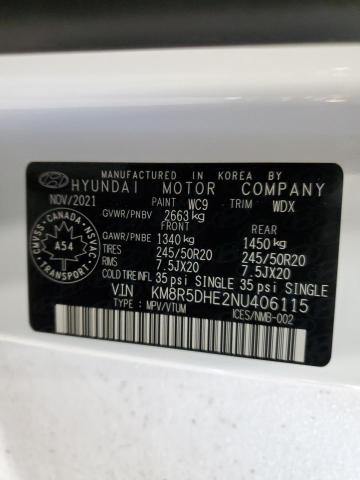 MANUFACTURED IN KOREA BY
HYUNDAI MOTOR COMPANY
NOV/2021 PAINT WC9 TRIM WDX
GVWR/PNBV 2663 kg
FRONT REAR
GAWR/PNBE 1340 kg 1450 kg
TIRES 245/50R20 245/50R20
RIMS 7.5JX20 7.5JX20
COLD TIRE INFL 35 psi SINGLE 35 psi SINGLE
VIN KM8R5DHE2NU406115
TYPE: MPV/VTUM ICES/NMB-002
CMVSS-CANADA-NSVAC
A54
TRANSPORT